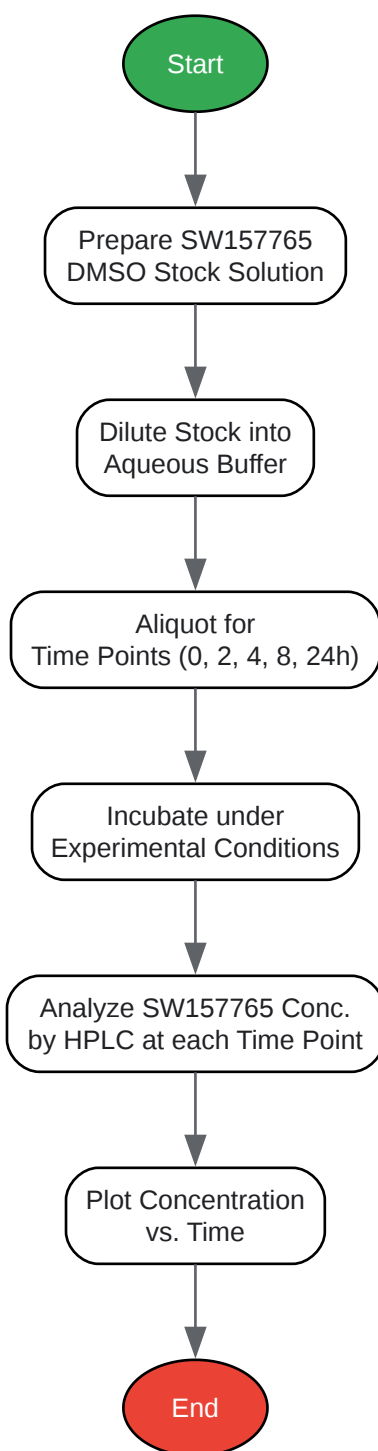 Start
Prepare SW157765
DMSO Stock Solution
Dilute Stock into
Aqueous Buffer
Aliquot for
Time Points (0, 2, 4, 8, 24h)
Incubate under
Experimental Conditions
Analyze SW157765 Conc.
by HPLC at each Time Point
Plot Concentration
vs. Time
End